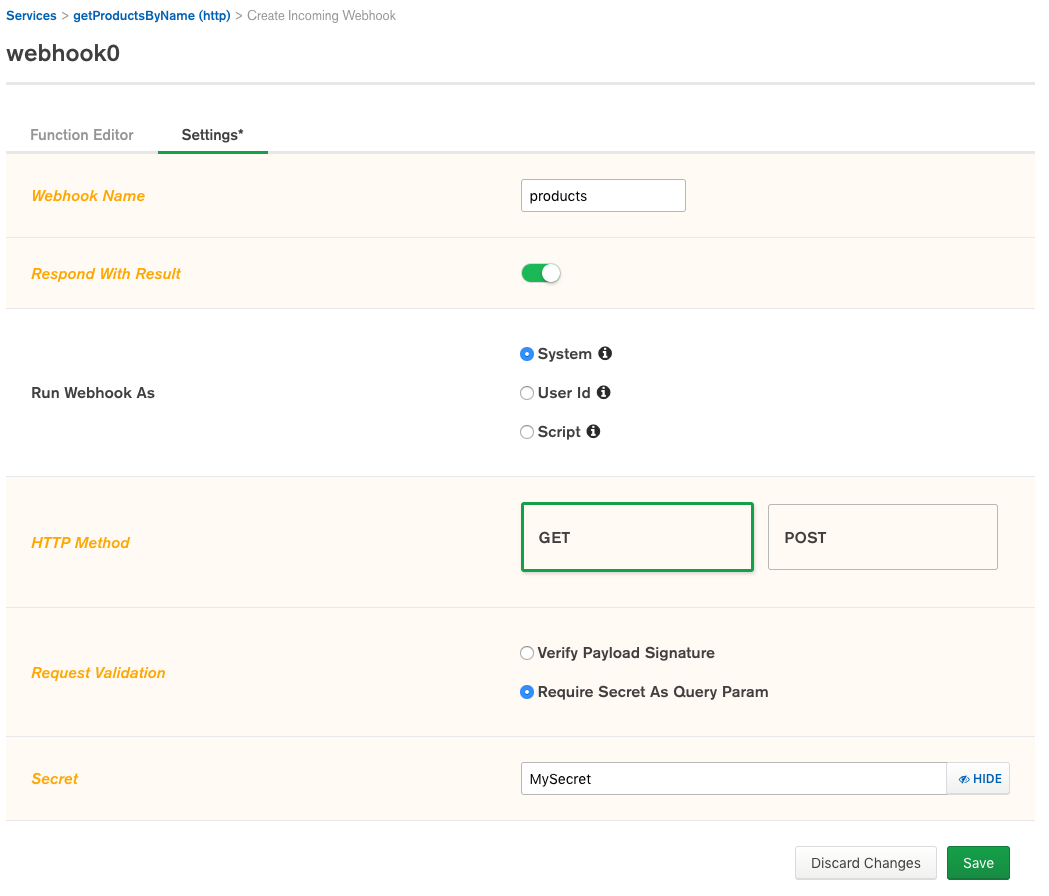 Services > getProductsByName (http) > Create Incoming Webhook
webhook0
Function Editor Settings*
Webhook Name products
Respond With Result
System
Run Webhook As User Id
Script
HTTP Method GET POST
Verify Payload Signature
Request Validation
Require Secret As Query Param
Secret MySecret HIDE
Discard Changes Save